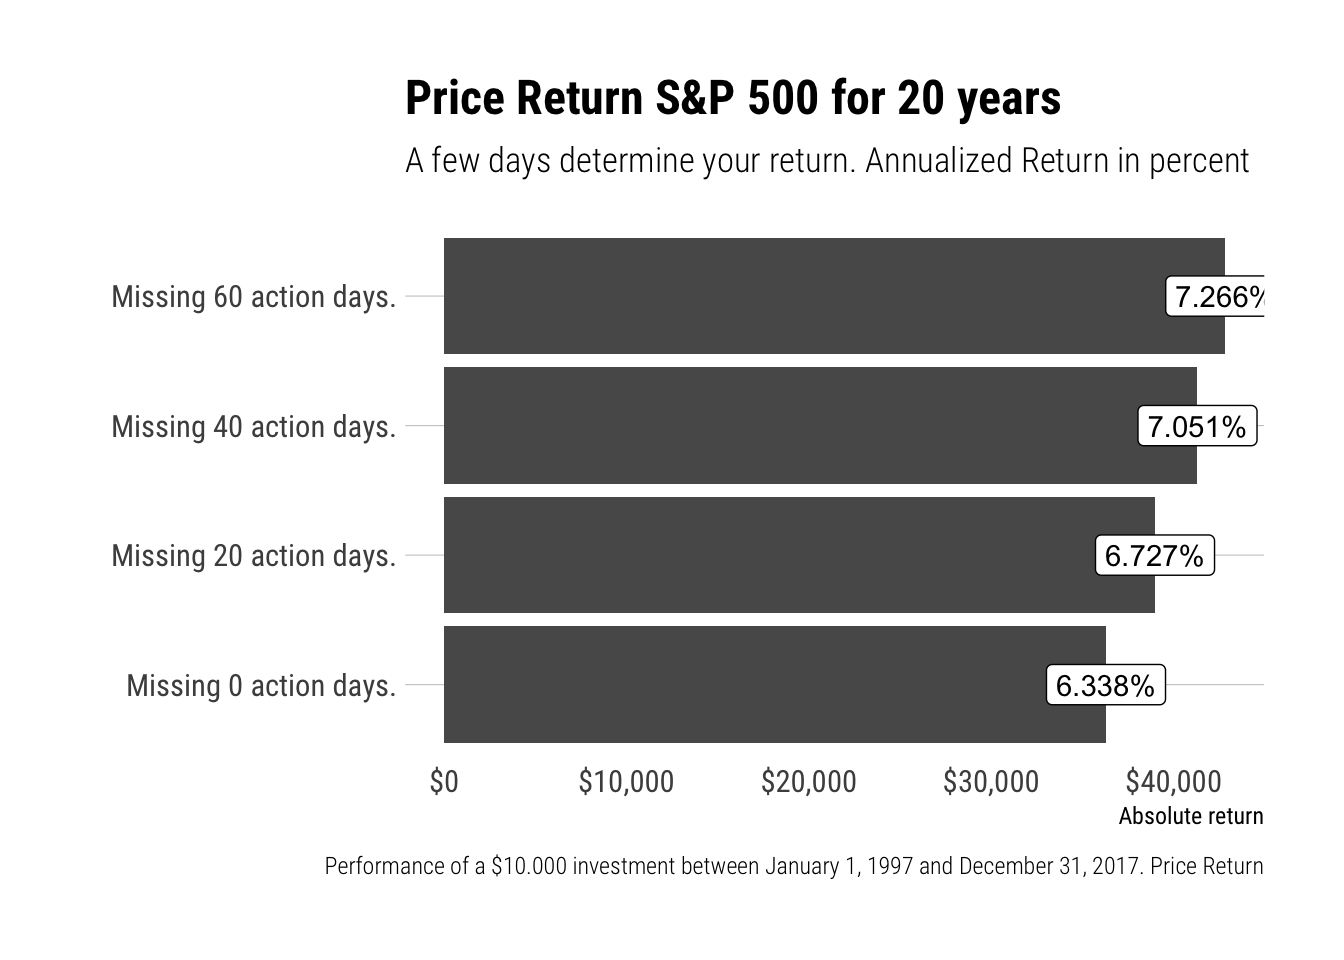 Price Return S&P 500 for 20 years
A few days determine your return. Annualized Return in percent
Missing 60 action days.
7.266%
Missing 40 action days.
7.051%
Missing 20 action days.
6.727%
Missing 0 action days.
6.338%
$0 $10,000 $20,000 $30,000 $40,000
Absolute return
Performance of a $10.000 investment between January 1, 1997 and December 31, 2017. Price Return